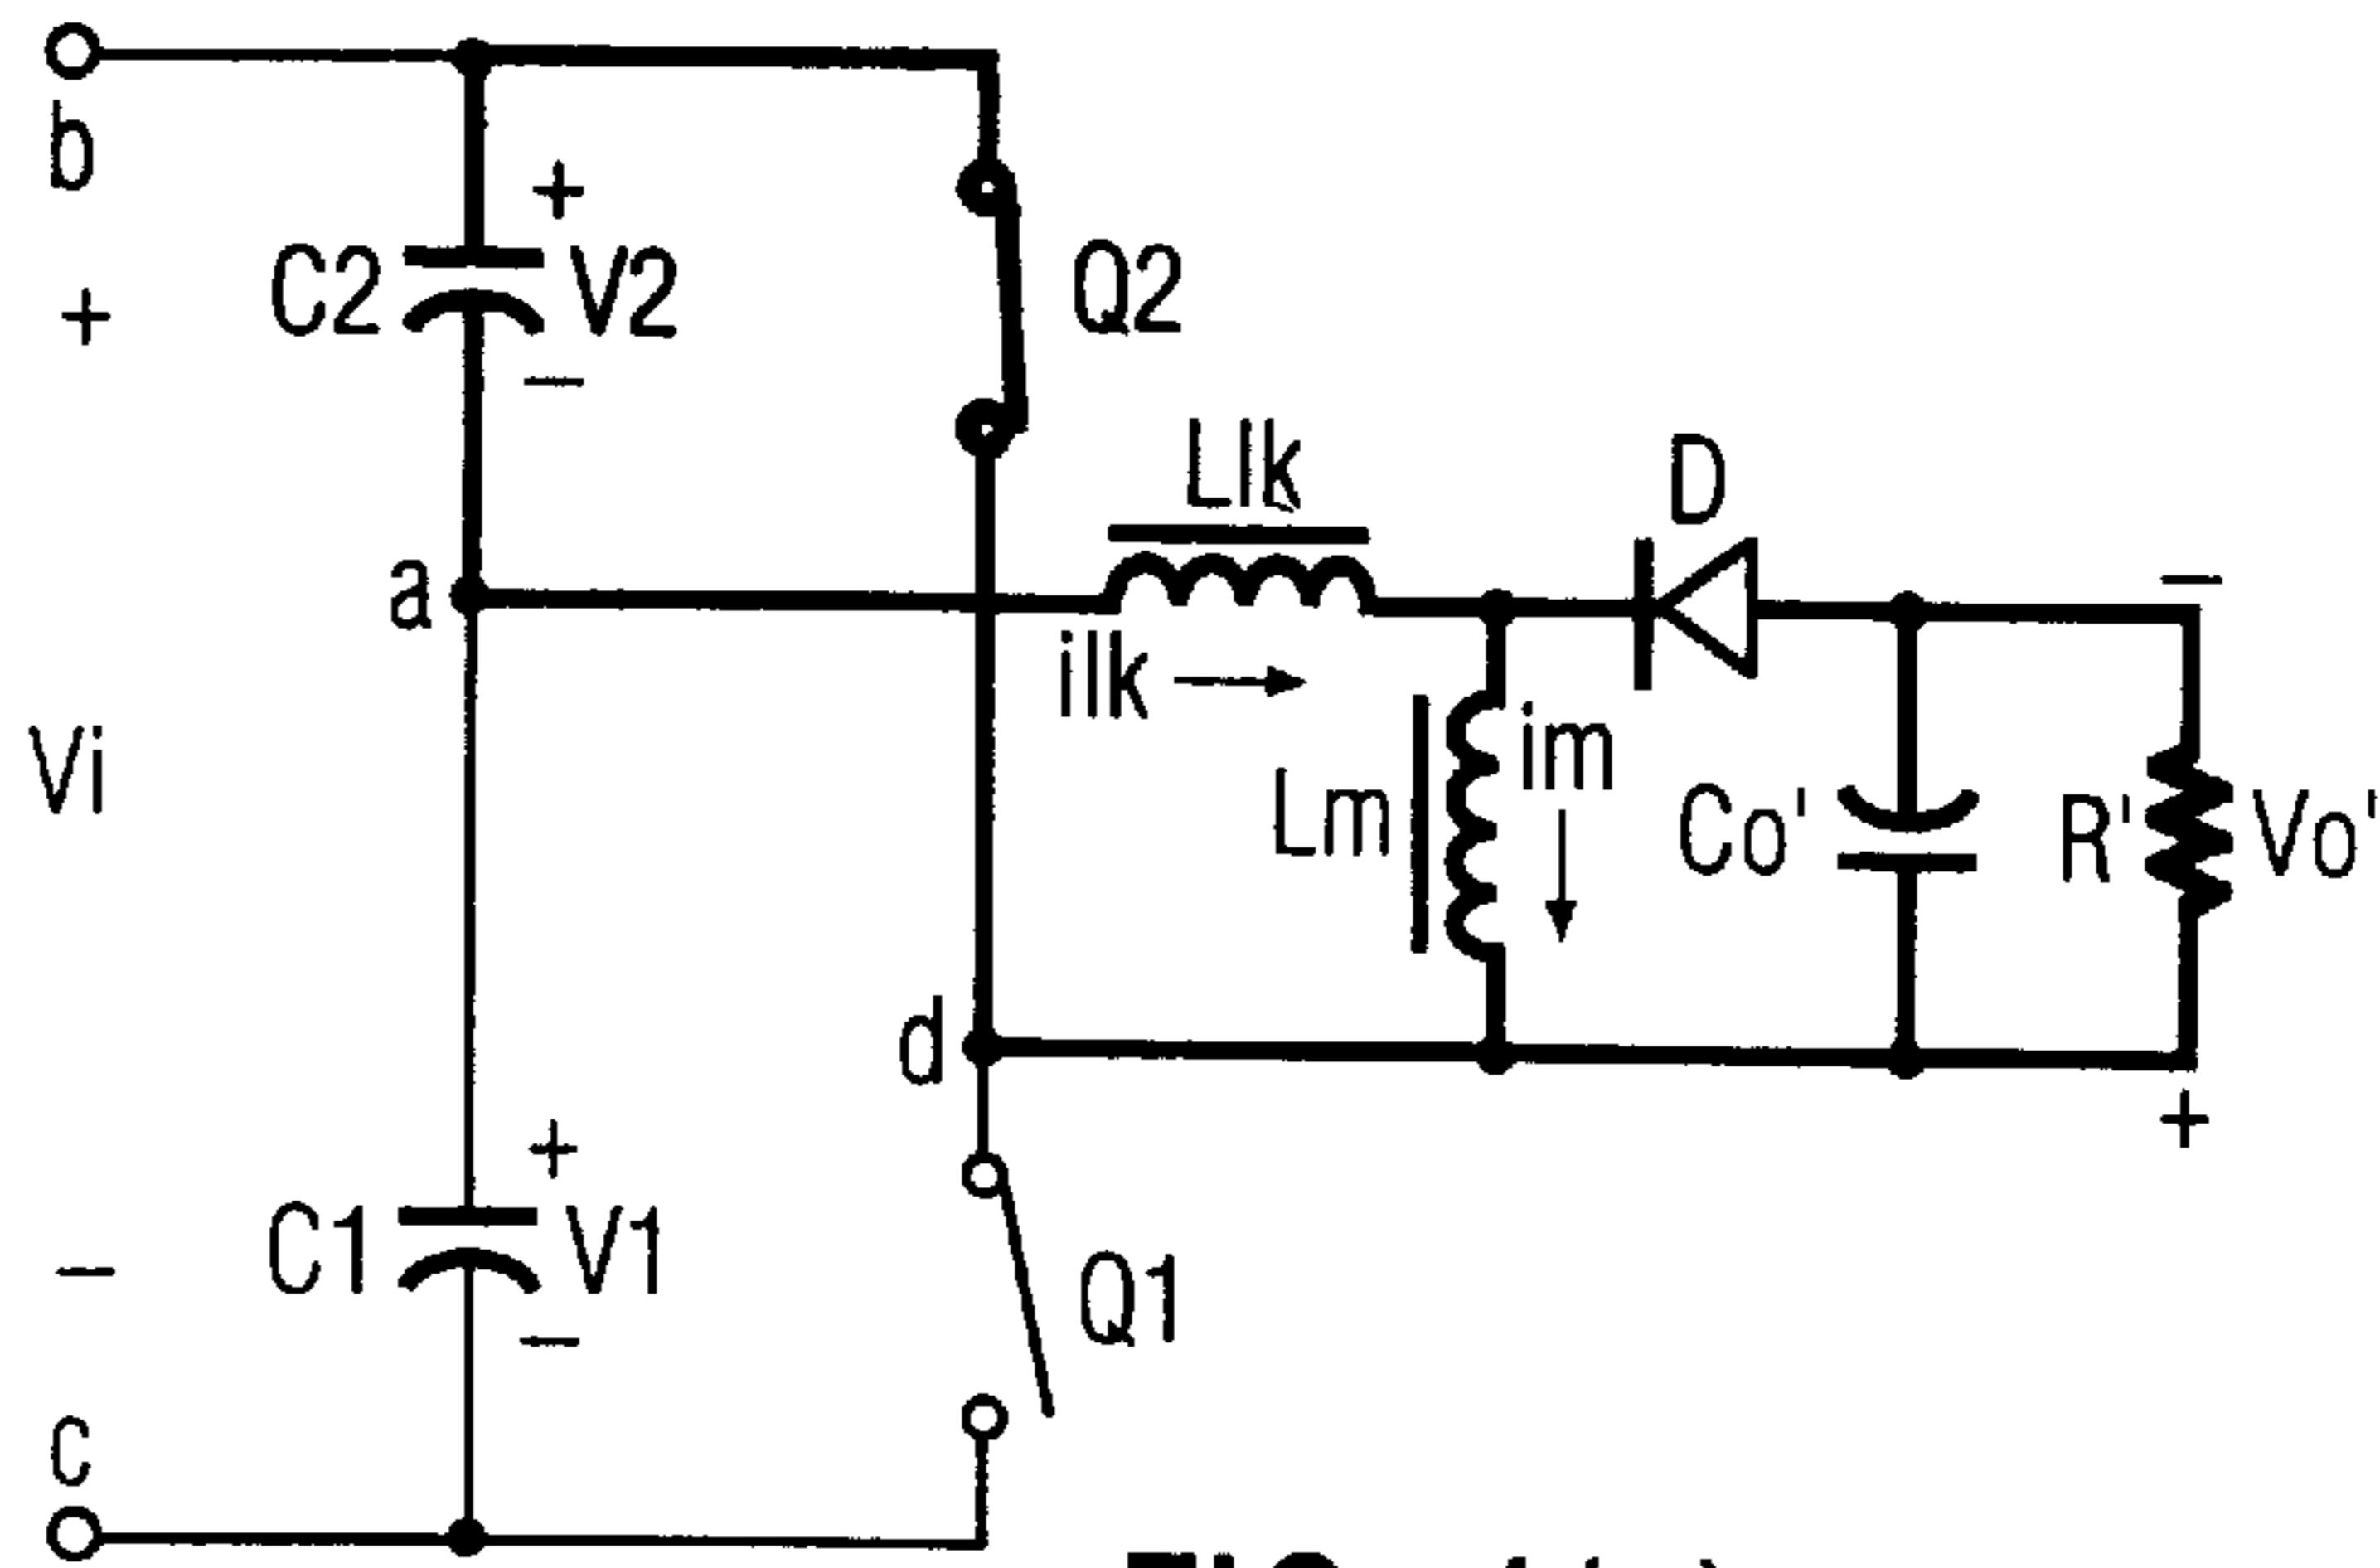 b
+
C2
V2
+
−
Q2
Llk
D
−
a
ilk
im
Vi
Lm
Co'
R'
Vo'
d
+
+
C1
V1
−
−
Q1
c